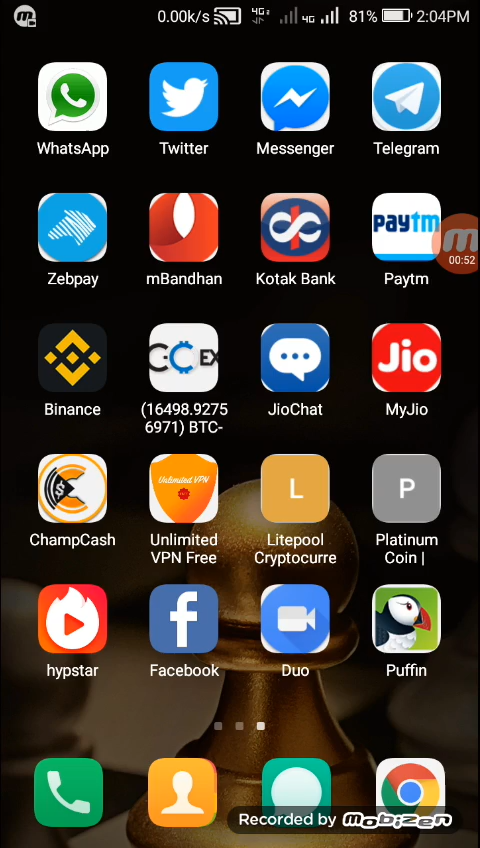 0.00k/s 4G 4G 81% 2:04PM
WhatsApp Twitter Messenger Telegram
paytm
00:52
Zebpay mBandhan Kotak Bank Paytm
C-CEX Jio
Binance (16498.9275 JioChat MyJio
6971) BTC-
Unlimited VPN L P
ChampCash Unlimited Litepool Platinum
VPN Free Cryptocurre Coin |
hypstar Facebook Duo Puffin
Recorded by Mobizen